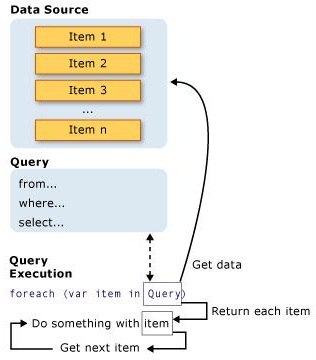 Data Source
Item 1
Item 2
Item 3
...
Item n
Query
from...
where...
select...
Query
Execution
Get data
foreach (var item in Query)
Return each item
Do something with item
Get next item